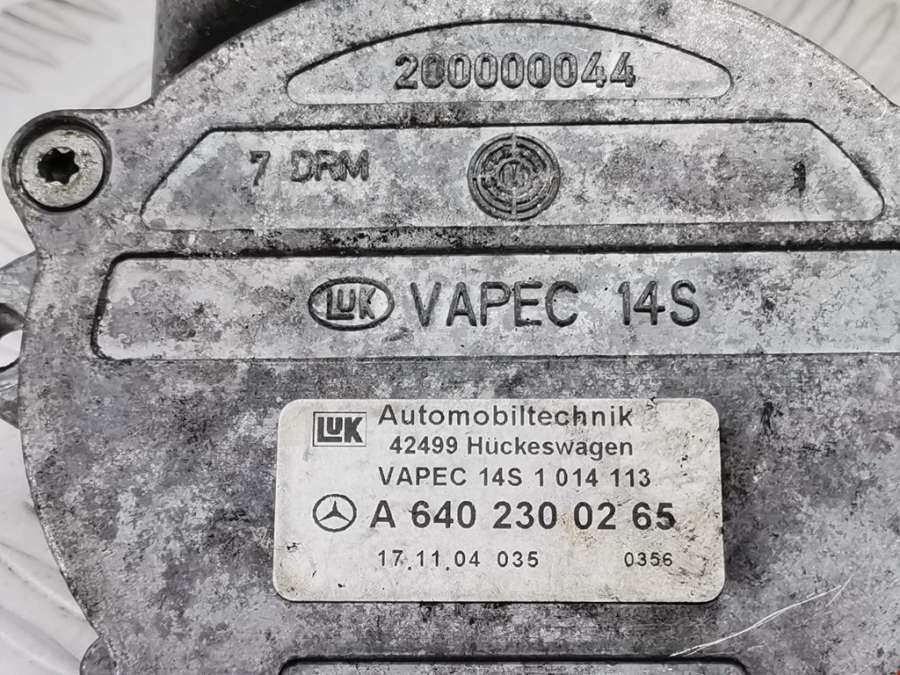 200000044
7 DRM 1
LUK VAPEC 14S
LUK Automobiltechnik
42499 Hückeswagen
VAPEC 14S 1 014 113
A 640 230 02 65
17.11.04 035 0356